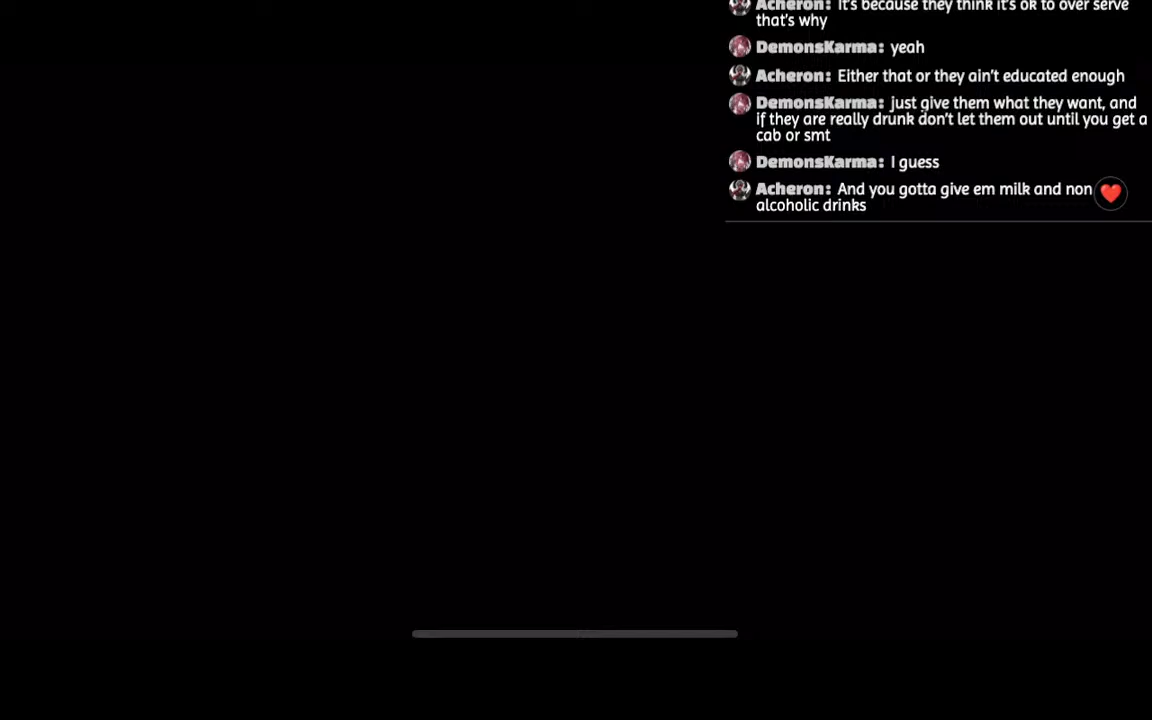 Acheron: It's because they think it's ok to over serve
that's why
DemonsKarma: yeah
Acheron: Either that or they ain't educated enough
DemonsKarma: just give them what they want, and
if they are really drunk don't let them out until you get a
cab or smt
DemonsKarma: I guess
Acheron: And you gotta give em milk and non
alcoholic drinks